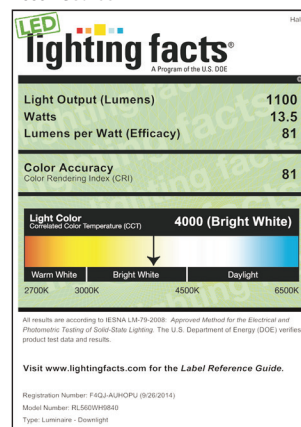 Hal
LED
lighting facts®
A Program of the U.S. DOE
Light Output (Lumens) 1100
Watts 13.5
Lumens per Watt (Efficacy) 81
Color Accuracy
Color Rendering Index (CRI) 81
Light Color
Correlated Color Temperature (CCT) 4000 (Bright White)
Warm White Bright White Daylight
2700K 3000K 4500K 6500K
All results are according to IESNA LM-79-2008: Approved Method for the Electrical and
Photometric Testing of Solid-State Lighting. The U.S. Department of Energy (DOE) verifies
product test data and results.
Visit www.lightingfacts.com for the Label Reference Guide.
Registration Number: F4QJ-AUHOPU (9/26/2014)
Model Number: RL560WH9840
Type: Luminaire - Downlight